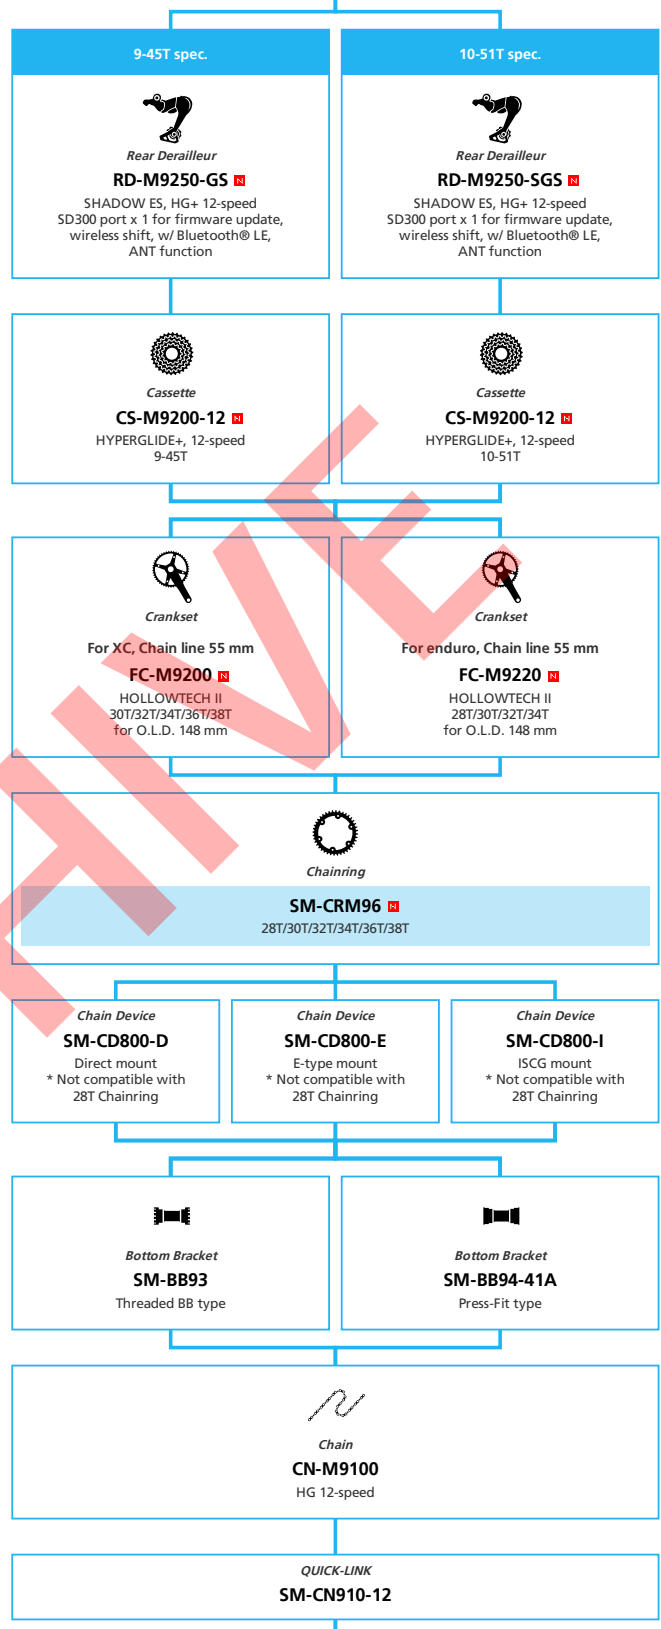 9-45T spec.
10-51T spec.
Rear Derailleur
RD-M9250-GS N
SHADOW ES, HG+ 12-speed
SD300 port x 1 for firmware update,
wireless shift, w/ Bluetooth® LE,
ANT function
Rear Derailleur
RD-M9250-SGS N
SHADOW ES, HG+ 12-speed
SD300 port x 1 for firmware update,
wireless shift, w/ Bluetooth® LE,
ANT function
Cassette
CS-M9200-12 N
HYPERGLIDE+, 12-speed
9-45T
Cassette
CS-M9200-12 N
HYPERGLIDE+, 12-speed
10-51T
Crankset
For XC, Chain line 55 mm
FC-M9200 N
HOLLOWTECH II
30T/32T/34T/36T/38T
for O.L.D. 148 mm
Crankset
For enduro, Chain line 55 mm
FC-M9220 N
HOLLOWTECH II
28T/30T/32T/34T
for O.L.D. 148 mm
Chainring
SM-CRM96 N
28T/30T/32T/34T/36T/38T
Chain Device
SM-CD800-D
Direct mount
* Not compatible with
28T Chainring
Chain Device
SM-CD800-E
E-type mount
* Not compatible with
28T Chainring
Chain Device
SM-CD800-I
ISCG mount
* Not compatible with
28T Chainring
Bottom Bracket
SM-BB93
Threaded BB type
Bottom Bracket
SM-BB94-41A
Press-Fit type
Chain
CN-M9100
HG 12-speed
QUICK-LINK
SM-CN910-12
HIVE